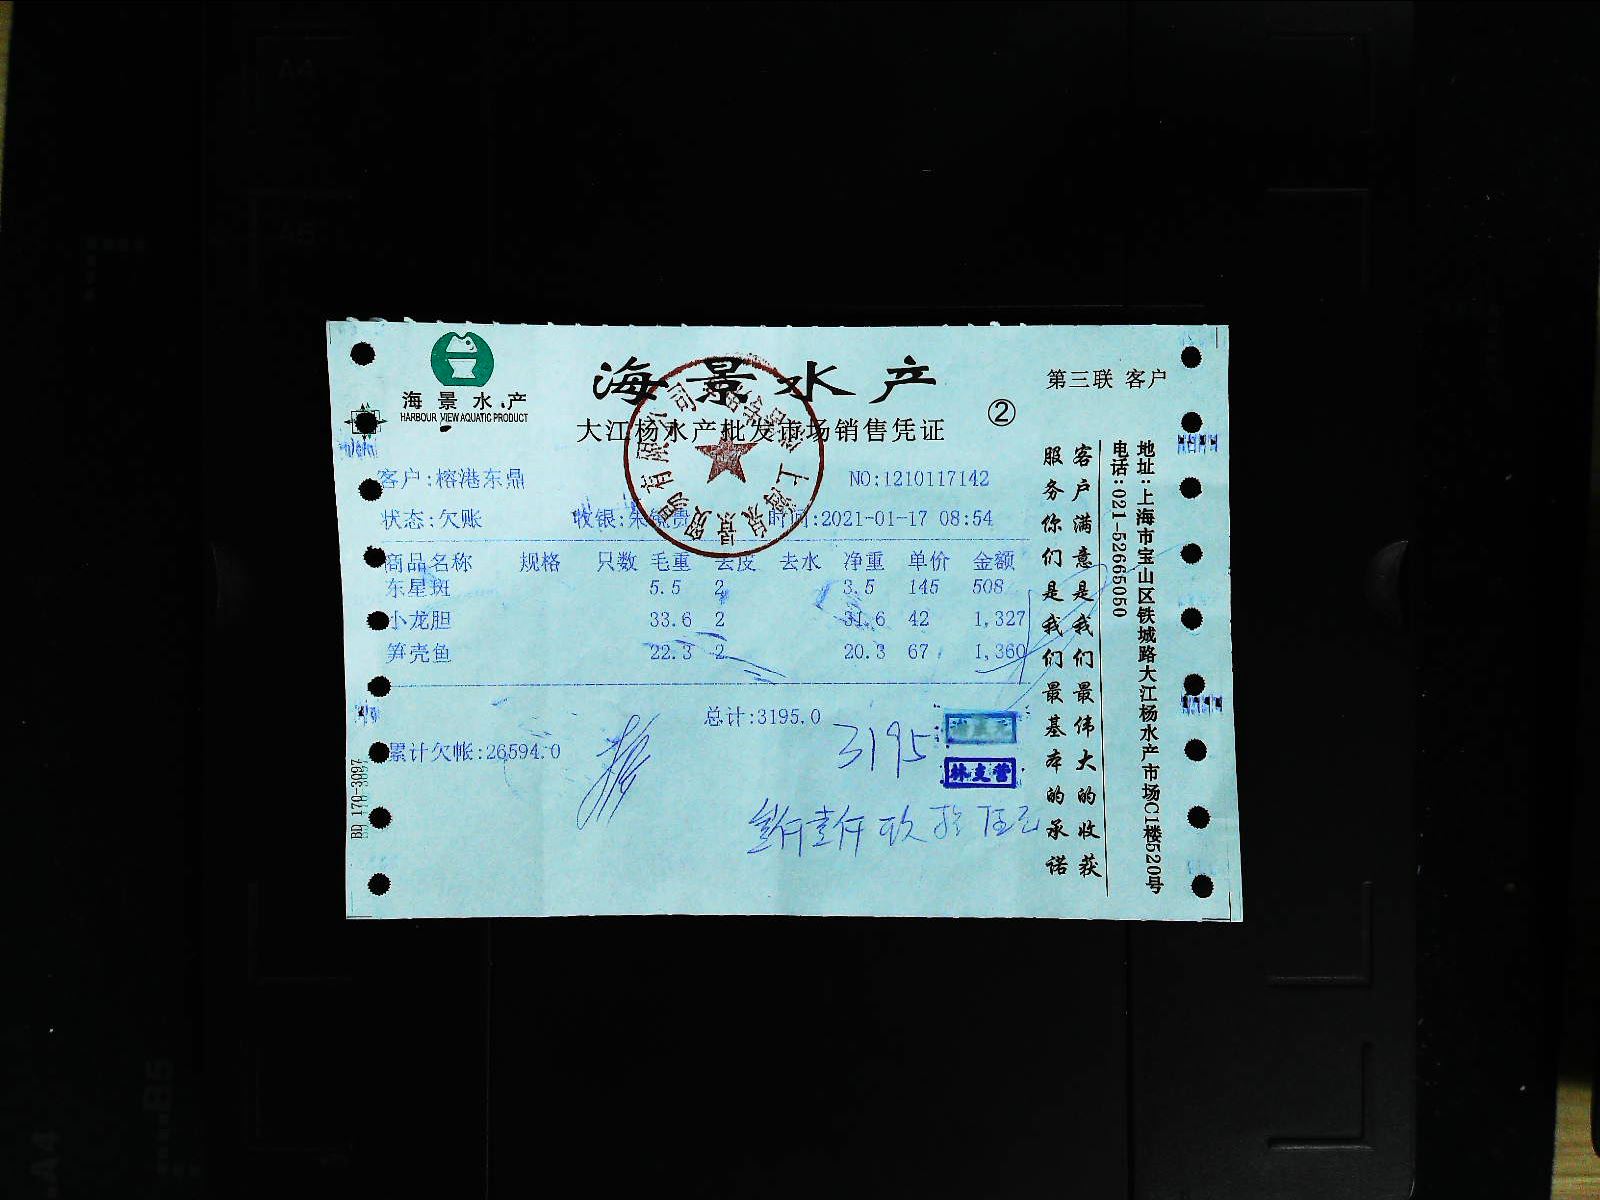 海景水产
HARBOUR VIEW AQUATIC PRODUCT
海景水产
大江杨水产批发市场销售凭证
②
第三联 客户
客户:榕港东鼎
NO:1210117142
状态:欠账 收银:朱锐贵 时间:2021-01-17 08:54
商品名称 规格 只数 毛重 去皮 去水 净重 单价 金额
东星斑 5.5 2 3.5 145 508
小龙胆 33.6 2 31.6 42 1,327
笋壳鱼 22.3 2 20.3 67 1,360
总计:3195.0
3195
累计欠帐:26594.0
林支营
客户满意是我们最伟大的收获
服务你们是我们最基本的承诺
地址:上海市宝山区铁城路大江杨水产市场C1楼520号
电话:021-52665050
BD 170-3097